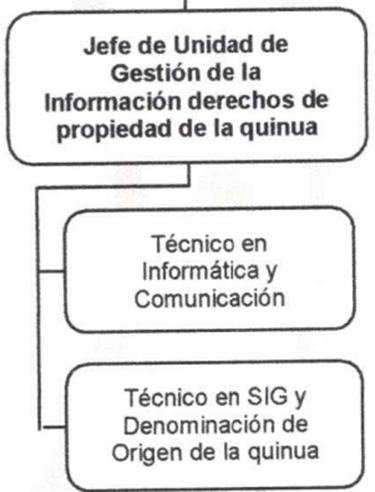 Jefe de Unidad de
Gestión de la
Información derechos de
propiedad de la quinua
Técnico en
Informática y
Comunicación
Técnico en SIG y
Denominación de
Origen de la quinua